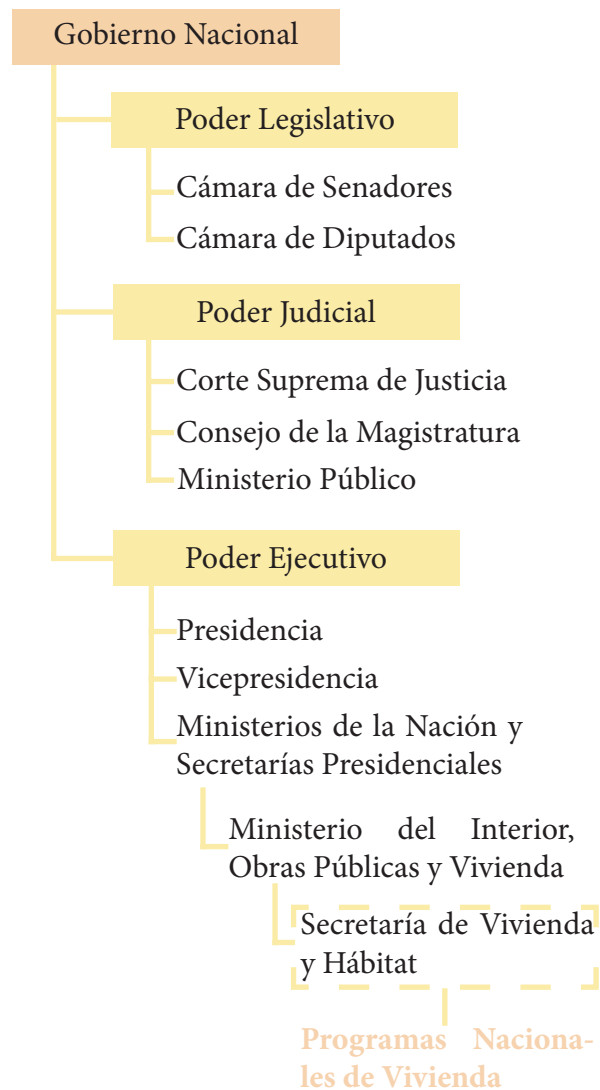 Gobierno Nacional
Poder Legislativo
Cámara de Senadores
Cámara de Diputados
Poder Judicial
Corte Suprema de Justicia
Consejo de la Magistratura
Ministerio Público
Poder Ejecutivo
Presidencia
Vicepresidencia
Ministerios de la Nación y
Secretarías Presidenciales
Ministerio del Interior,
Obras Públicas y Vivienda
Secretaría de Vivienda
y Hábitat
Programas Naciona-
les de Vivienda